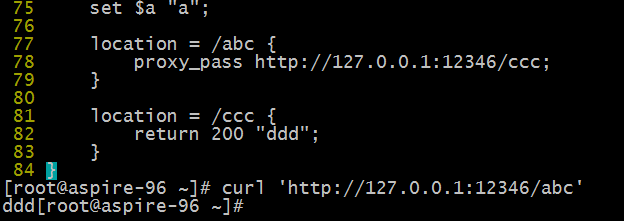 75     set $a "a";
76
77     location = /abc {
78         proxy_pass http://127.0.0.1:12346/ccc;
79     }
80
81     location = /ccc {
82         return 200 "ddd";
83     }
84 }
[root@aspire-96 ~]# curl 'http://127.0.0.1:12346/abc'
ddd[root@aspire-96 ~]#